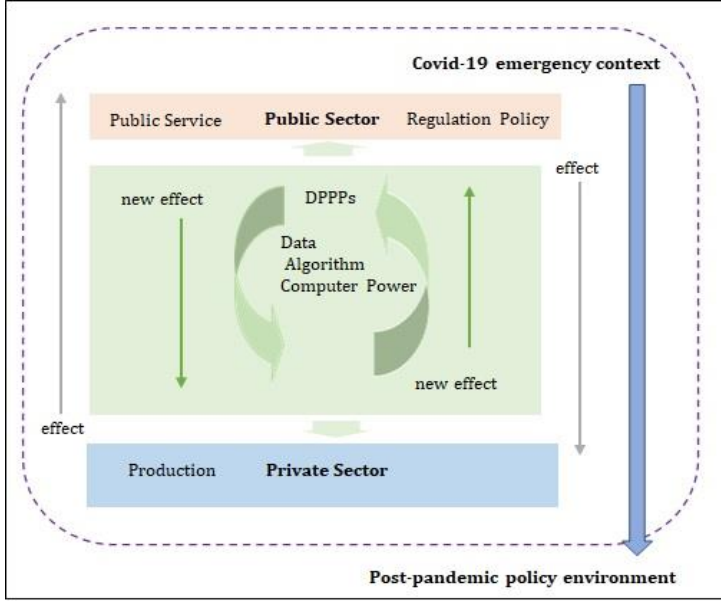 Covid-19 emergency context
Public Service Public Sector Regulation Policy
effect
new effect
DPPPs
Data
Algorithm
Computer Power
new effect
effect
Production Private Sector
Post-pandemic policy environment